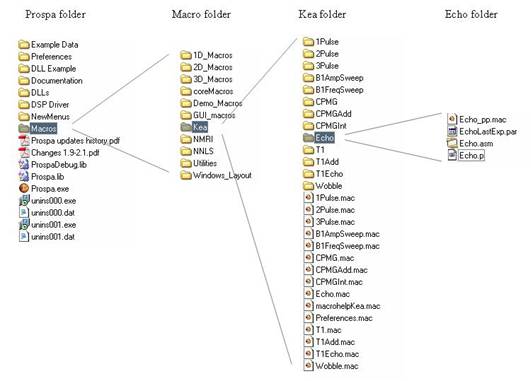 Prospa folder
Macro folder
Kea folder
Echo folder
Example Data
Preferences
DLL Example
Documentation
DLLs
DSP Driver
NewMenus
Macros
Prospa updates history.pdf
Changes 1.9-2.1.pdf
ProspaDebug.lib
Prospa.lib
Prospa.exe
unins000.exe
unins000.dat
unins001.exe
unins001.dat
1D_Macros
2D_Macros
3D_Macros
coreMacros
Demo_Macros
GUI_macros
Kea
NMRI
NNLS
Utilities
Windows_Layout
1Pulse
2Pulse
3Pulse
B1AmpSweep
B1FreqSweep
CPMG
CPMGAdd
CPMGInt
Echo
T1
T1Add
T1Echo
Wobble
1Pulse.mac
2Pulse.mac
3Pulse.mac
B1AmpSweep.mac
B1FreqSweep.mac
CPMG.mac
CPMGAdd.mac
CPMGInt.mac
Echo.mac
macrohelpKea.mac
Preferences.mac
T1.mac
T1Add.mac
T1Echo.mac
Wobble.mac
Echo_pp.mac
EchoLastExp.par
Echo.asm
Echo.p